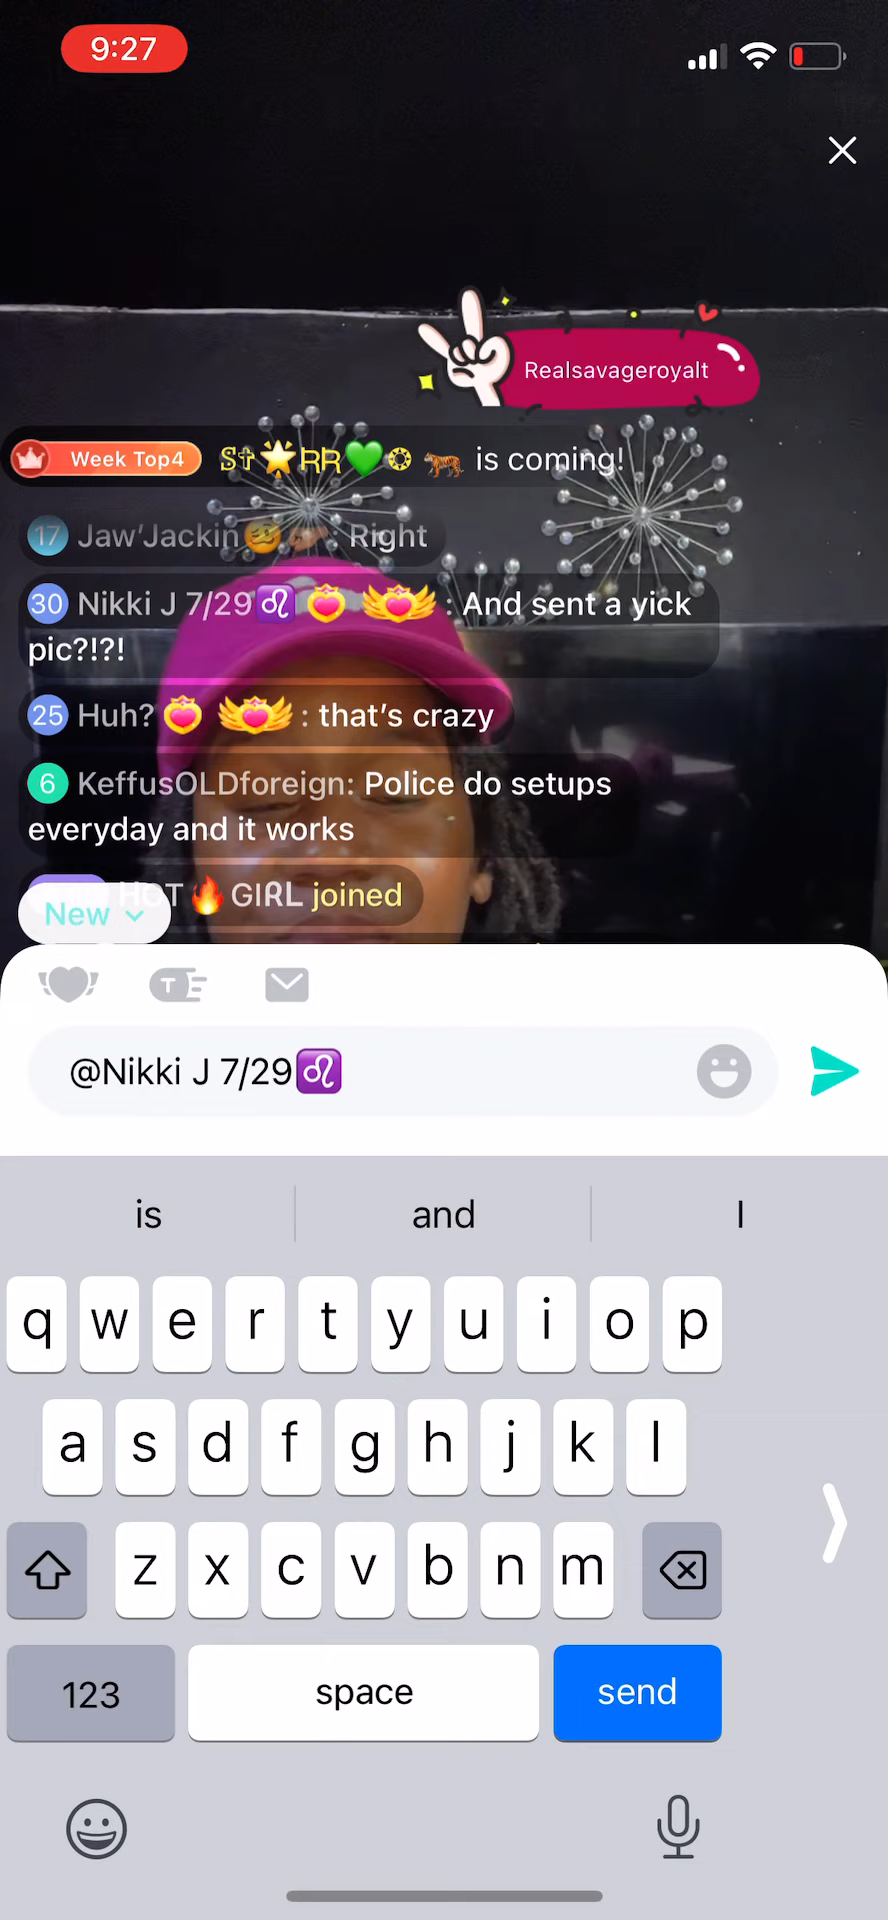 9:27
Realsavageroyalt
Week Top4 S✝🌟RR💚❂ 🐅 is coming!
17 Jaw'Jackin🥴🤛🏾: Right
30 Nikki J 7/29♌ : And sent a yick
pic?!?!
25 Huh? : that's crazy
6 KeffusOLDforeign: Police do setups
everyday and it works
HOT🔥GIRL joined
New
T
@Nikki J 7/29♌
is and I
q w e r t y u i o p
a s d f g h j k l
z x c v b n m
123 space send